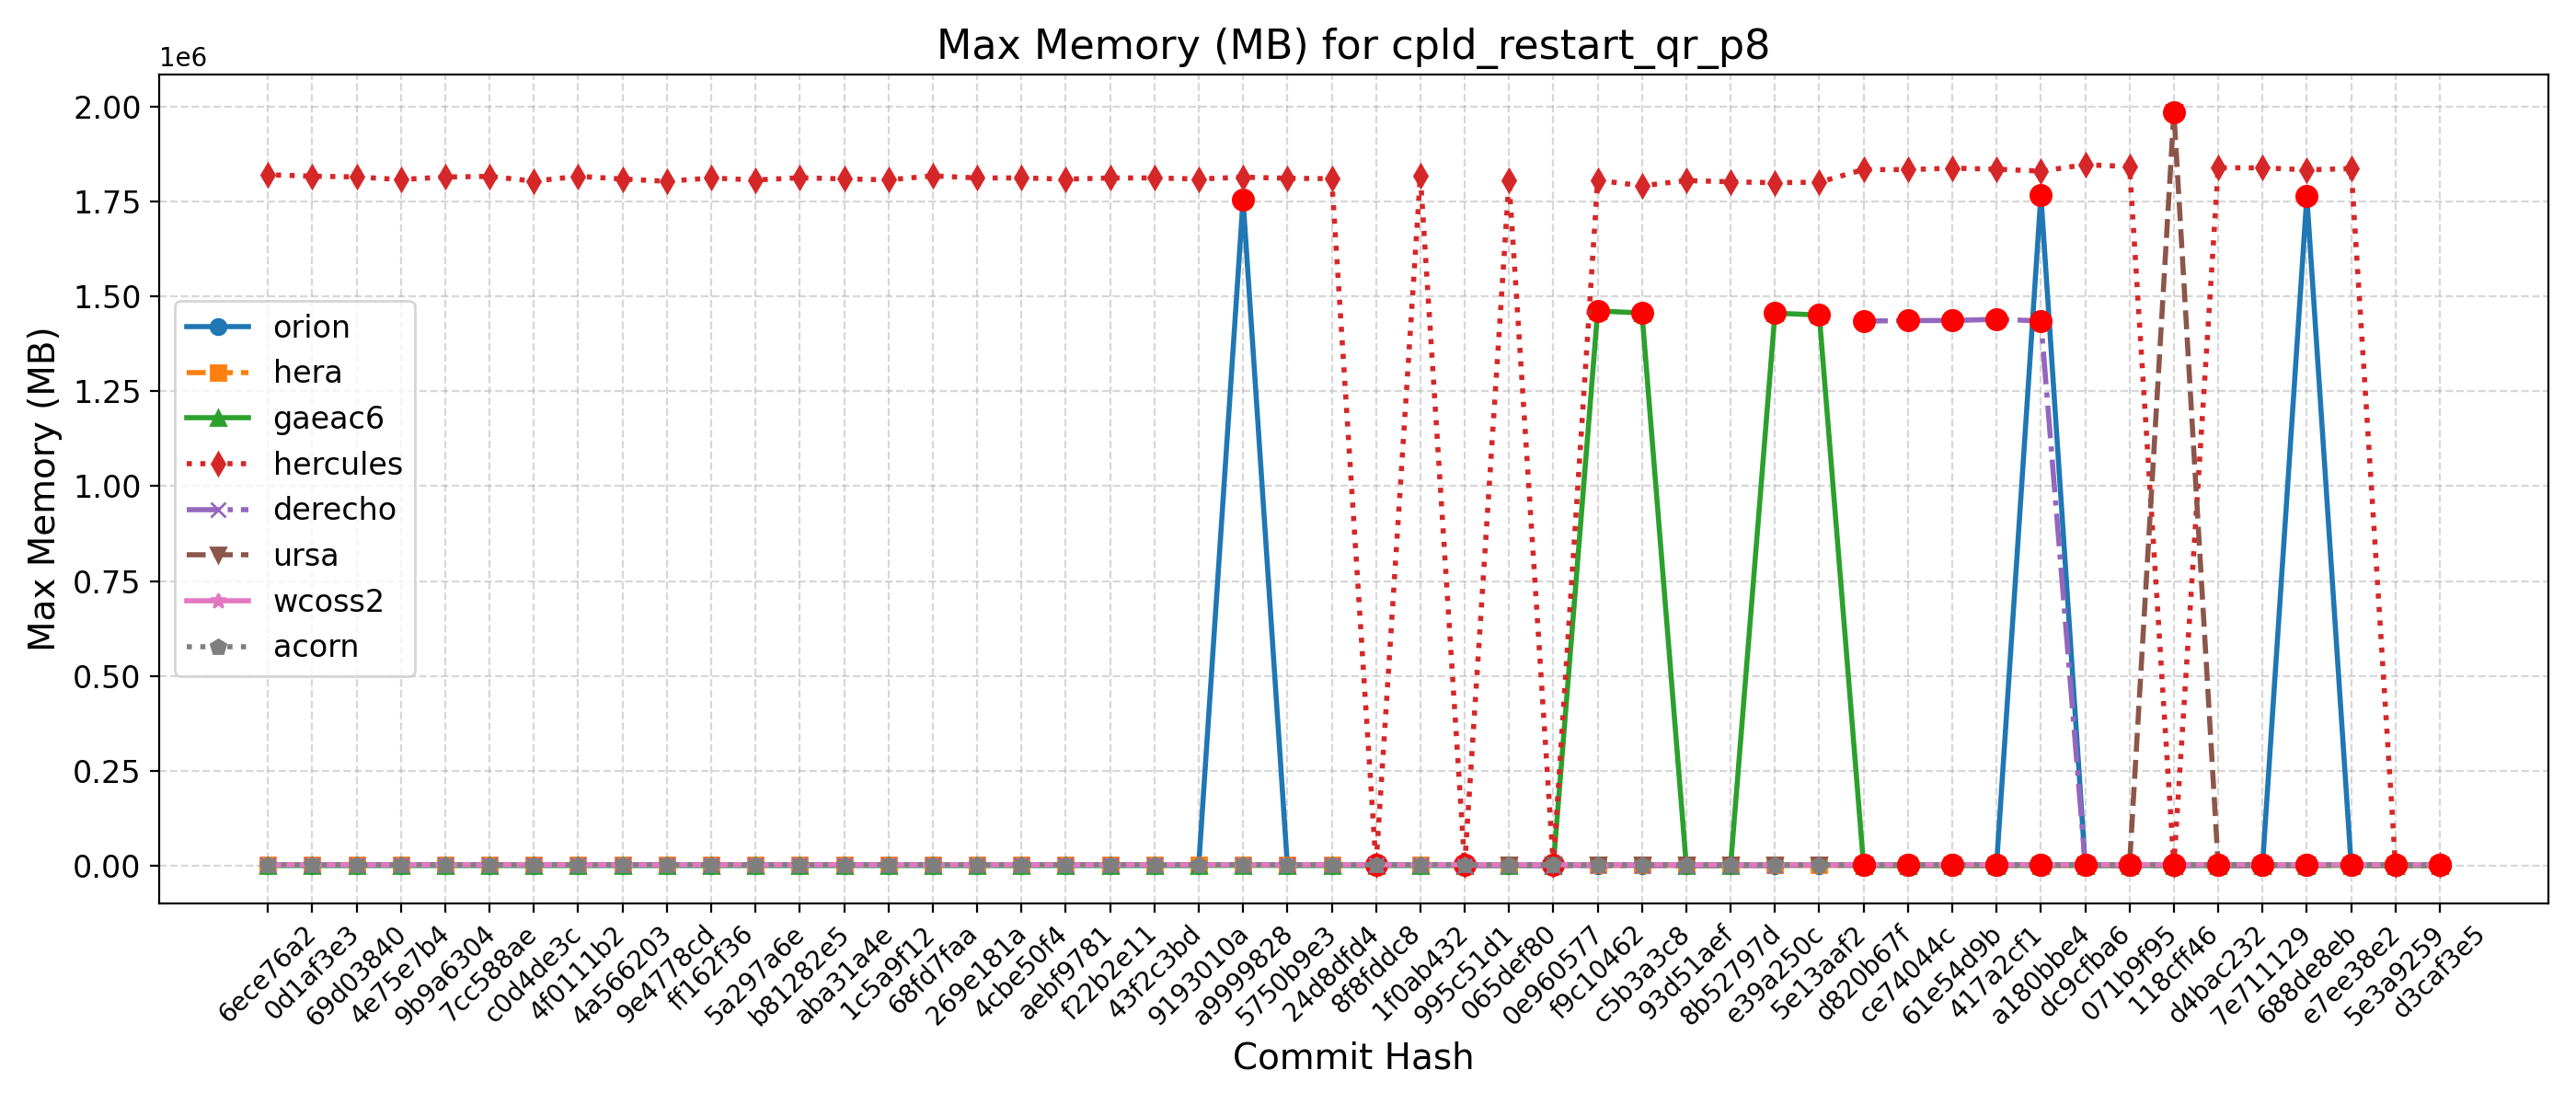 Max Memory (MB) for cpld_restart_qr_p8
1e6
2.00
1.75
1.50
1.25
1.00
0.75
0.50
0.25
0.00
Max Memory (MB)
orion
hera
gaeac6
hercules
derecho
ursa
wcoss2
acorn
6ece76a2
0d1af3e3
69d03840
4e75e7b4
9b9a6304
7cc588ae
c0d4de3c
4f0111b2
4a566203
9e4778cd
ff162f36
5a297a6e
b81282e5
aba31a4e
1c5a9f12
68fd7faa
269e181a
4cbe50f4
aebf9781
f22b2e11
43f2c3bd
9193010a
a9999828
5750b9e3
24d8dfd4
8f8fddc8
1f0ab432
995c51d1
065def80
0e960577
f9c10462
c5b3a3c8
93d51aef
8b52797d
e39a250c
5e13aaf2
d820b67f
ce74044c
61e54d9b
417a2cf1
a180bbe4
dc9cfba6
071b9f95
118cff46
d4bac232
7e711129
688de8eb
e7ee38e2
5e3a9259
d3caf3e5
Commit Hash